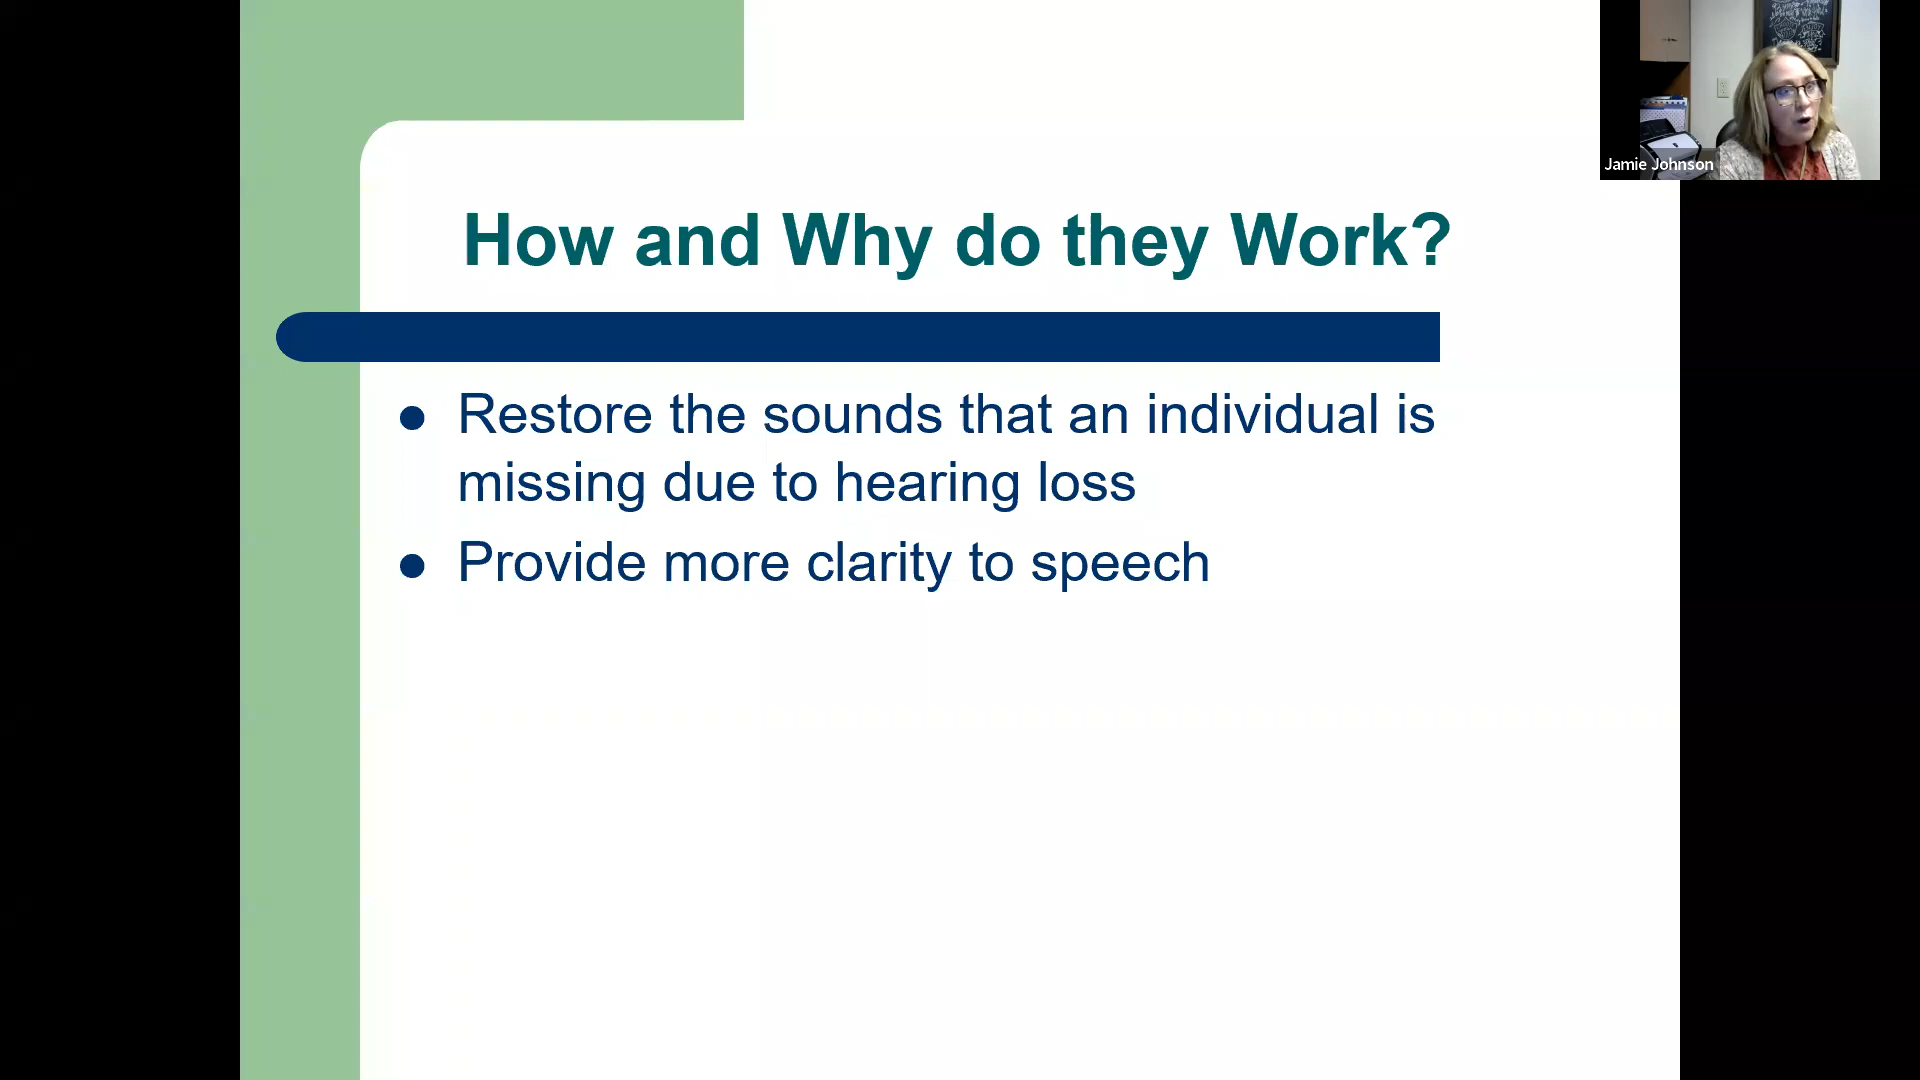 How and Why do they Work?
Restore the sounds that an individual is
missing due to hearing loss
Provide more clarity to speech
Jamie Johnson